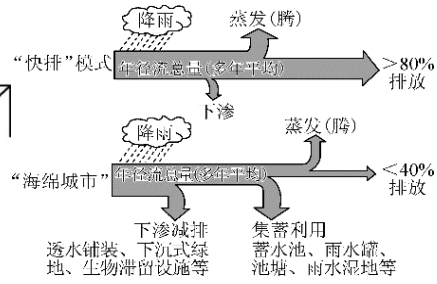 降雨
蒸发(腾)
"快排"模式
年径流总量(多年平均)
>80%
排放
下渗
降雨
蒸发(腾)
"海绵城市"
年径流总量(多年平均)
<40%
排放
下渗减排
透水铺装、下沉式绿
地、生物滞留设施等
集蓄利用
蓄水池、雨水罐、
池塘、雨水湿地等